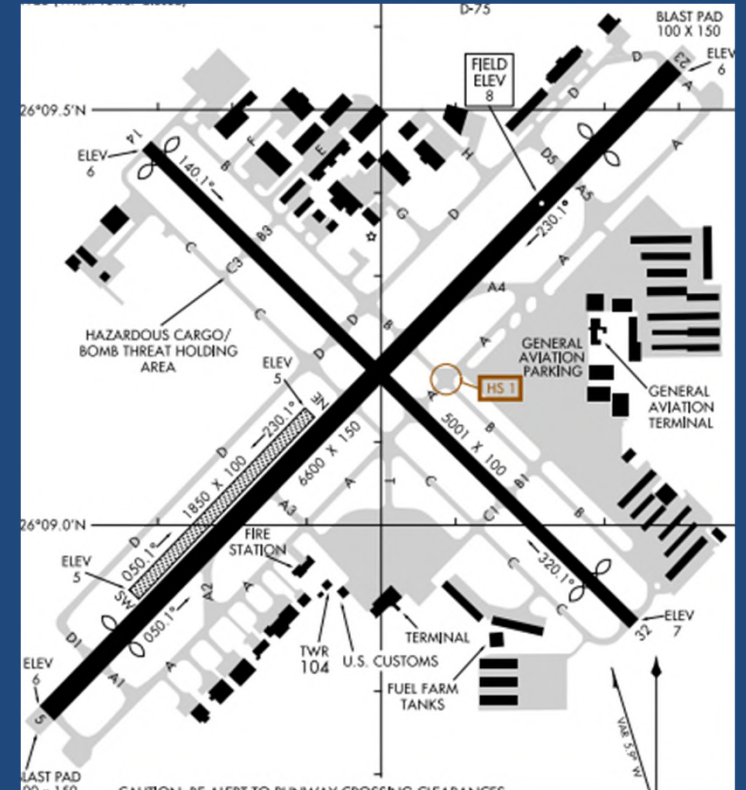 D-75
BLAST PAD
100 X 150
23
ELEV
6
D
A
FIELD
ELEV
8
D
26°09.5'N
14
ELEV
6
140.1°
B
F
E
H
D5
A
A5
230.1°
G
D
C
B3
C3
A
A4
C
D
B
A
D
HAZARDOUS CARGO/
BOMB THREAT HOLDING
AREA
GENERAL
AVIATION
PARKING
GENERAL
AVIATION
TERMINAL
HS 1
A
ELEV
5
NE
230.1°
1850 X 100
050.1°
6600 X 150
5001 X 100
B
D
A
C
B1
B
C1
A3
26°09.0'
N
D
FIRE
STATION
ELEV
5
SW
050.1°
A2
A
C
320.1°
C
D1
A1
A
TWR
104
U.S. CUSTOMS
TERMINAL
FUEL FARM
TANKS
32
ELEV
7
ELEV
6
5
VAR 5.9° W
CAUTION: BE ALERT TO RUNWAY CROSSING CLEARANCES